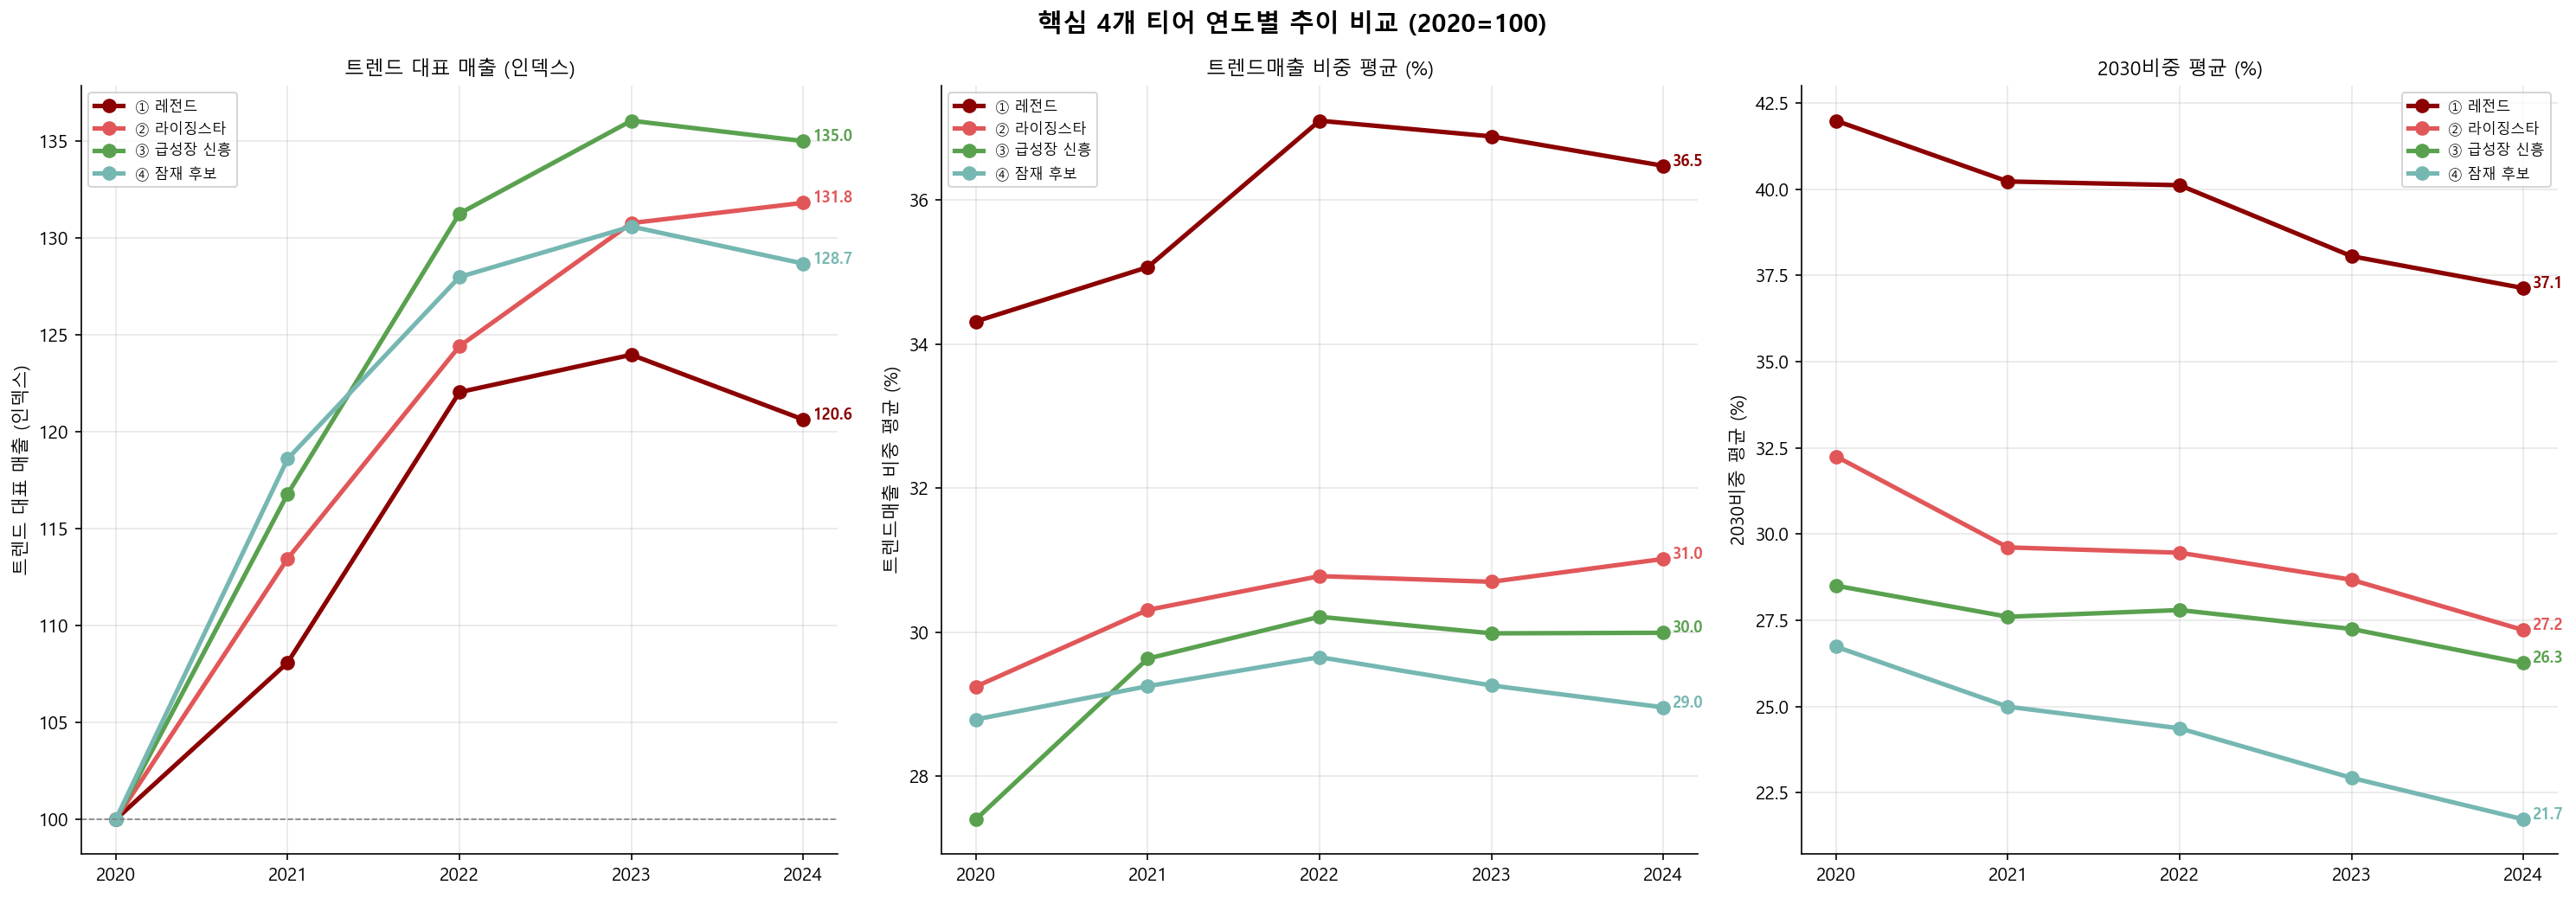 핵심 4개 티어 연도별 추이 비교 (2020=100)
트렌드 대표 매출 (인덱스)
① 레전드
② 라이징스타
③ 급성장 신흥
④ 잠재 후보
트렌드 대표 매출 (인덱스)
135
130
125
120
115
110
105
100
135.0
131.8
128.7
120.6
2020 2021 2022 2023 2024
트렌드매출 비중 평균 (%)
① 레전드
② 라이징스타
③ 급성장 신흥
④ 잠재 후보
트렌드매출 비중 평균 (%)
36
34
32
30
28
36.5
31.0
30.0
29.0
2020 2021 2022 2023 2024
2030비중 평균 (%)
① 레전드
② 라이징스타
③ 급성장 신흥
④ 잠재 후보
2030비중 평균 (%)
42.5
40.0
37.5
35.0
32.5
30.0
27.5
25.0
22.5
37.1
27.2
26.3
21.7
2020 2021 2022 2023 2024